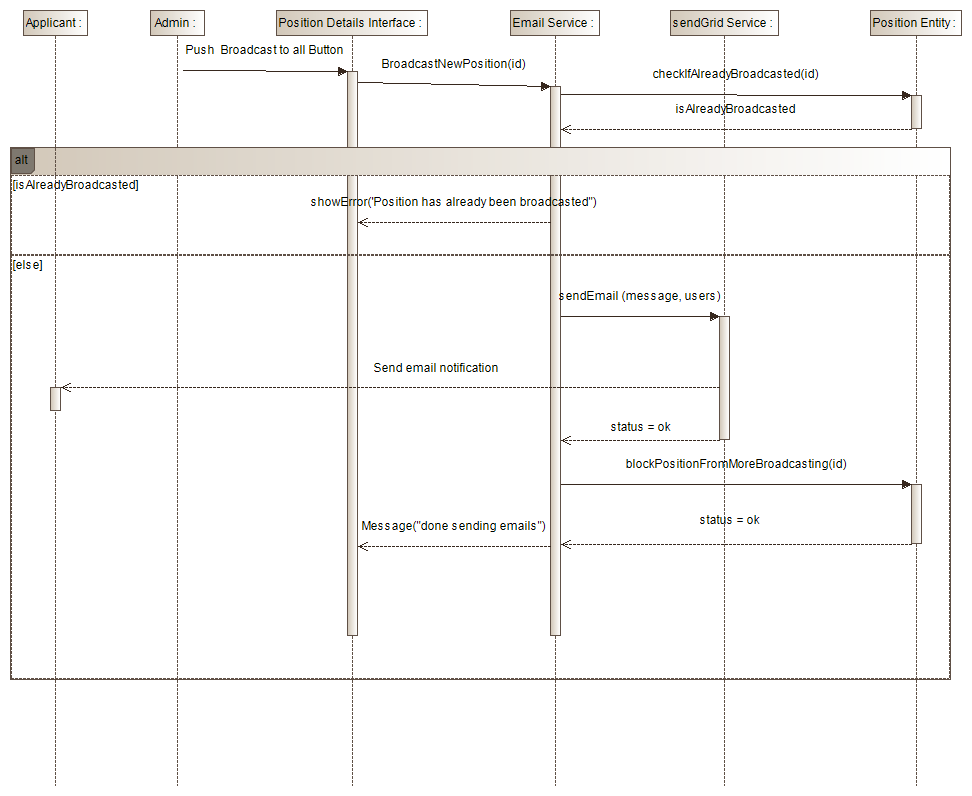 Applicant :
Admin :
Position Details Interface :
Email Service :
sendGrid Service :
Position Entity :
Push  Broadcast to all Button
BroadcastNewPosition(id)
checkIfAlreadyBroadcasted(id)
isAlreadyBroadcasted
alt
[isAlreadyBroadcasted]
showError("Position has already been broadcasted")
[else]
sendEmail (message, users)
Send email notification
status = ok
blockPositionFromMoreBroadcasting(id)
status = ok
Message("done sending emails")